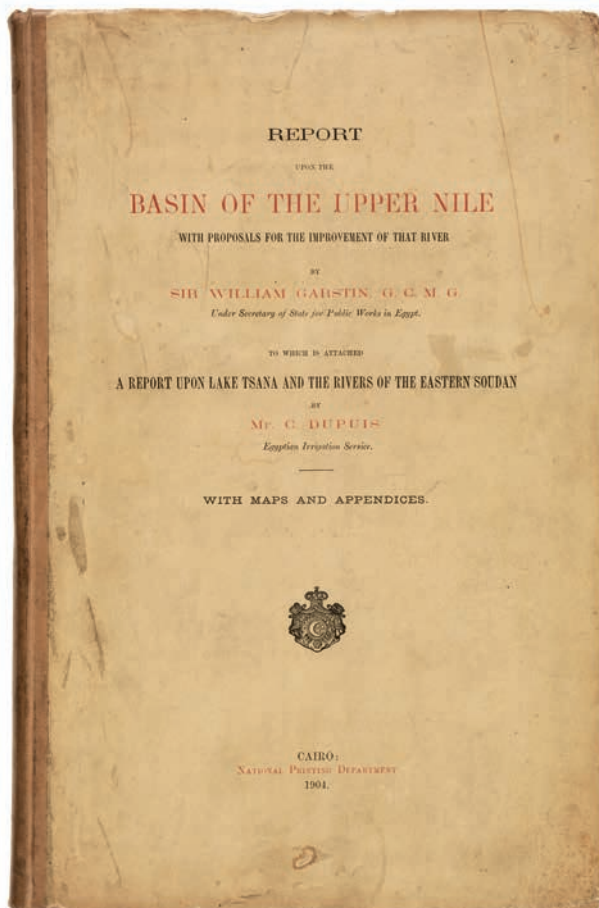 REPORT
UPON THE
BASIN OF THE UPPER NILE
WITH PROPOSALS FOR THE IMPROVEMENT OF THAT RIVER
BY
SIR WILLIAM GARSTIN, G. C. M. G.
Under Secretary of State for Public Works in Egypt.
TO WHICH IS ATTACHED
A REPORT UPON LAKE TSANA AND THE RIVERS OF THE EASTERN SOUDAN
BY
Mr. C. DUPUIS
Egyptian Irrigation Service.
WITH MAPS AND APPENDICES.
CAIRO:
NATIONAL PRINTING DEPARTMENT
1904.